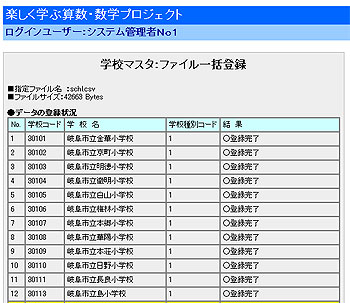 楽しく学ぶ算数・数学プロジェクト
ログインユーザー：システム管理者No1
学校マスタ：ファイル一括登録
■指定ファイル名 ：schl.csv
■ファイルサイズ：42663 Bytes
●データの登録状況
No. 学校コード 学 校 名 学校種別コード 結 果
1 30101 岐阜市立金華小学校 1 ○登録完了
2 30102 岐阜市立京町小学校 1 ○登録完了
3 30103 岐阜市立明徳小学校 1 ○登録完了
4 30104 岐阜市立徹明小学校 1 ○登録完了
5 30105 岐阜市立白山小学校 1 ○登録完了
6 30106 岐阜市立梅林小学校 1 ○登録完了
7 30107 岐阜市立本郷小学校 1 ○登録完了
8 30108 岐阜市立華陽小学校 1 ○登録完了
9 30109 岐阜市立本荘小学校 1 ○登録完了
10 30110 岐阜市立日野小学校 1 ○登録完了
11 30111 岐阜市立長良小学校 1 ○登録完了
12 30113 岐阜市立島小学校 1 ○登録完了